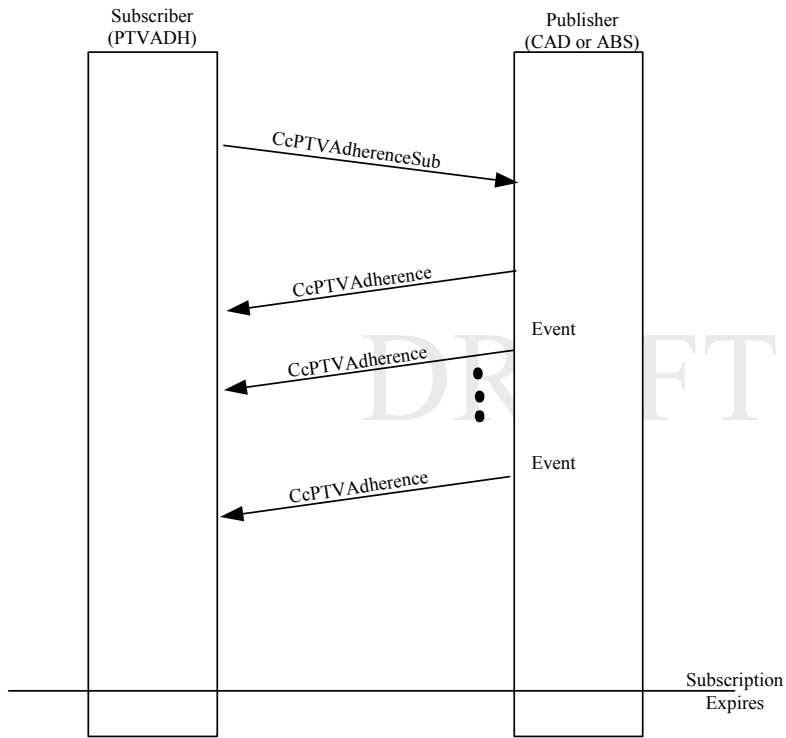 Subscriber
(PTVADH)
Publisher
(CAD or ABS)
CcPTVAdherenceSub
CcPTVAdherence
Event
CcPTVAdherence
DRAFT
Event
CcPTVAdherence
Subscription
Expires